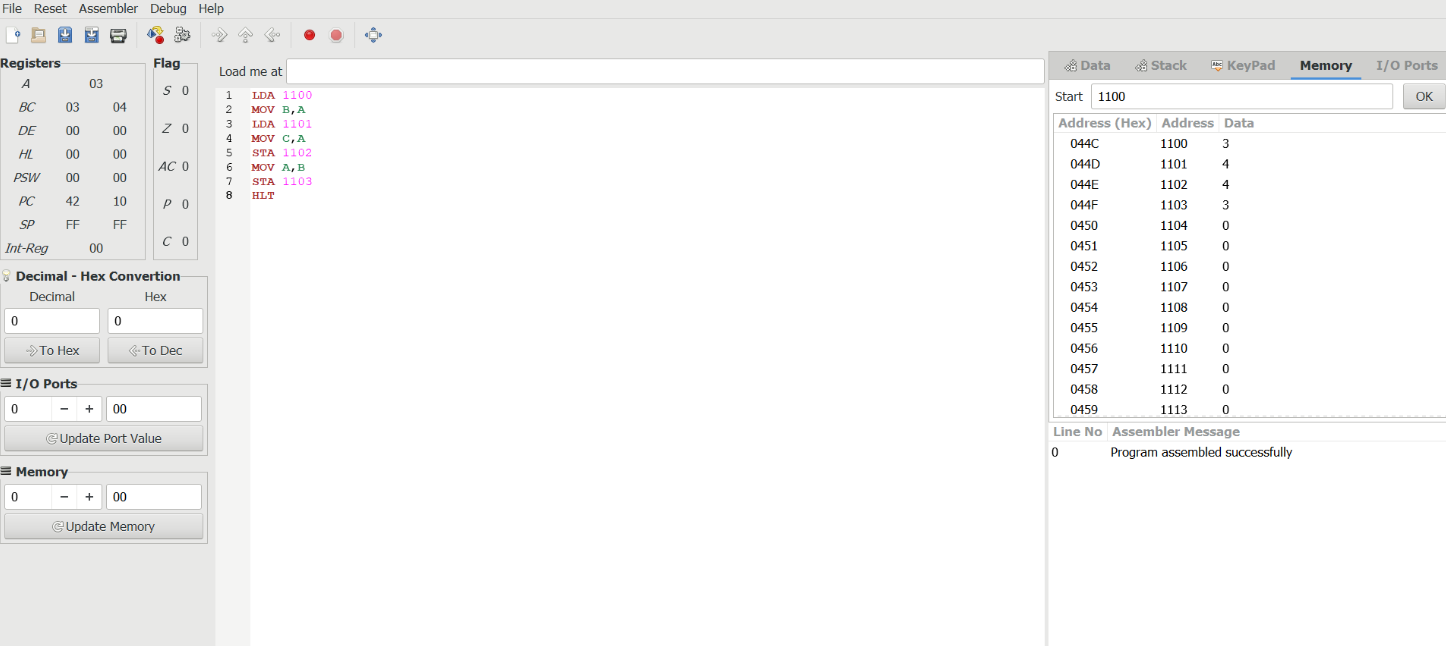 File Reset Assembler Debug Help
Registers
A 03
BC 03 04
DE 00 00
HL 00 00
PSW 00 00
PC 42 10
SP FF FF
Int-Reg 00
Flag
S 0
Z 0
AC 0
P 0
C 0
Decimal - Hex Convertion
Decimal Hex
0 0
To Hex To Dec
I/O Ports
0 − + 00
Update Port Value
Memory
0 − + 00
Update Memory
Load me at
1 LDA 1100
2 MOV B,A
3 LDA 1101
4 MOV C,A
5 STA 1102
6 MOV A,B
7 STA 1103
8 HLT
Data Stack Abc KeyPad Memory I/O Ports
Start 1100 OK
Address (Hex) Address Data
044C 1100 3
044D 1101 4
044E 1102 4
044F 1103 3
0450 1104 0
0451 1105 0
0452 1106 0
0453 1107 0
0454 1108 0
0455 1109 0
0456 1110 0
0457 1111 0
0458 1112 0
0459 1113 0
Line No Assembler Message
0 Program assembled successfully